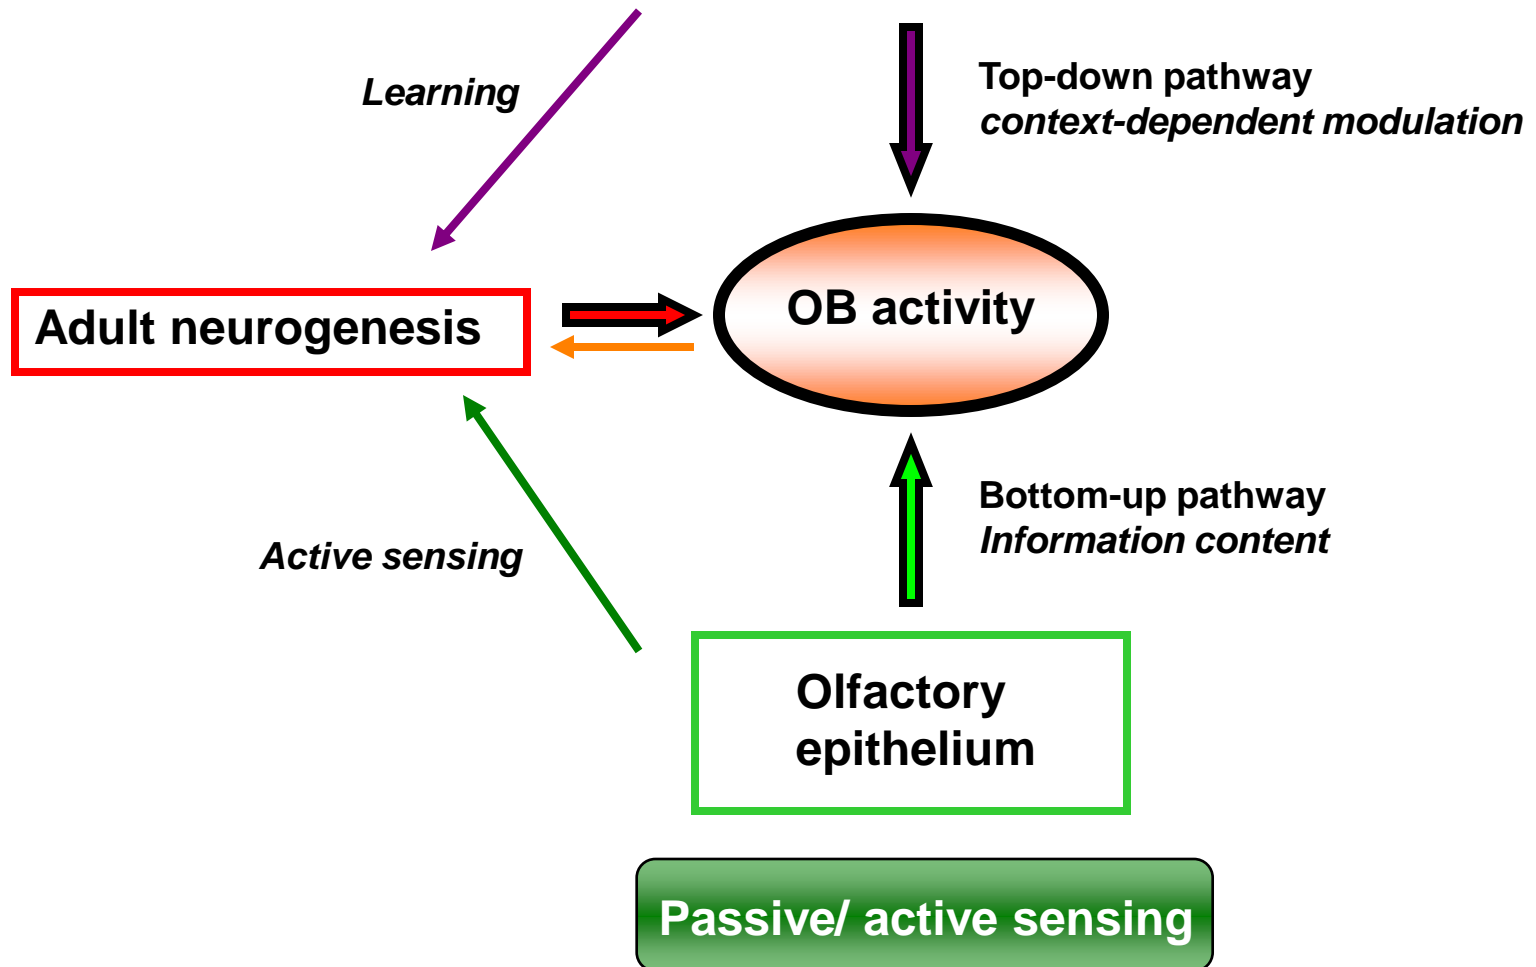 Learning
Top-down pathway
context-dependent modulation
Adult neurogenesis
OB activity
Bottom-up pathway
Information content
Active sensing
Olfactory
epithelium
Passive/ active sensing